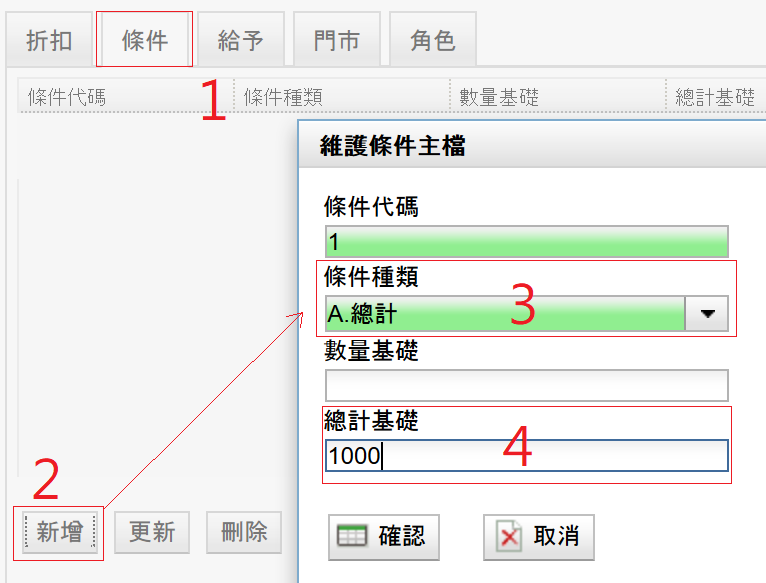 折扣 條件 給予 門市 角色
條件代碼 條件種類 數量基礎 總計基礎
1
維護條件主檔
條件代碼
1
條件種類
A.總計
3
數量基礎
總計基礎
1000
4
2
新增 更新 刪除
確認 取消